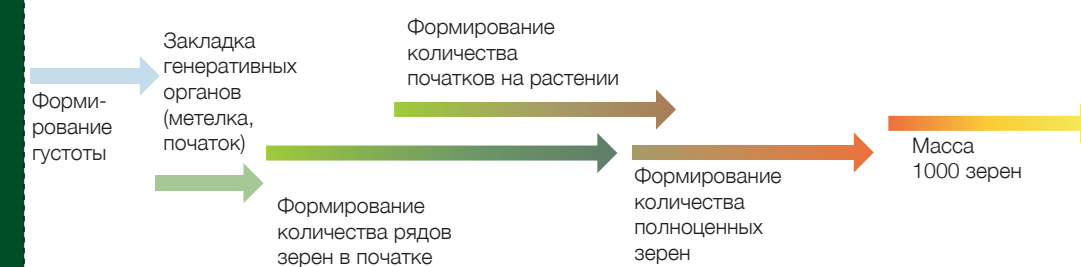 Форми-
рование
густоты
Закладка
генеративных
органов
(метелка,
початок)
Формирование
количества рядов
зерен в початке
Формирование
количества
початков на растении
Формирование
количества
полноценных
зерен
Масса
1000 зерен